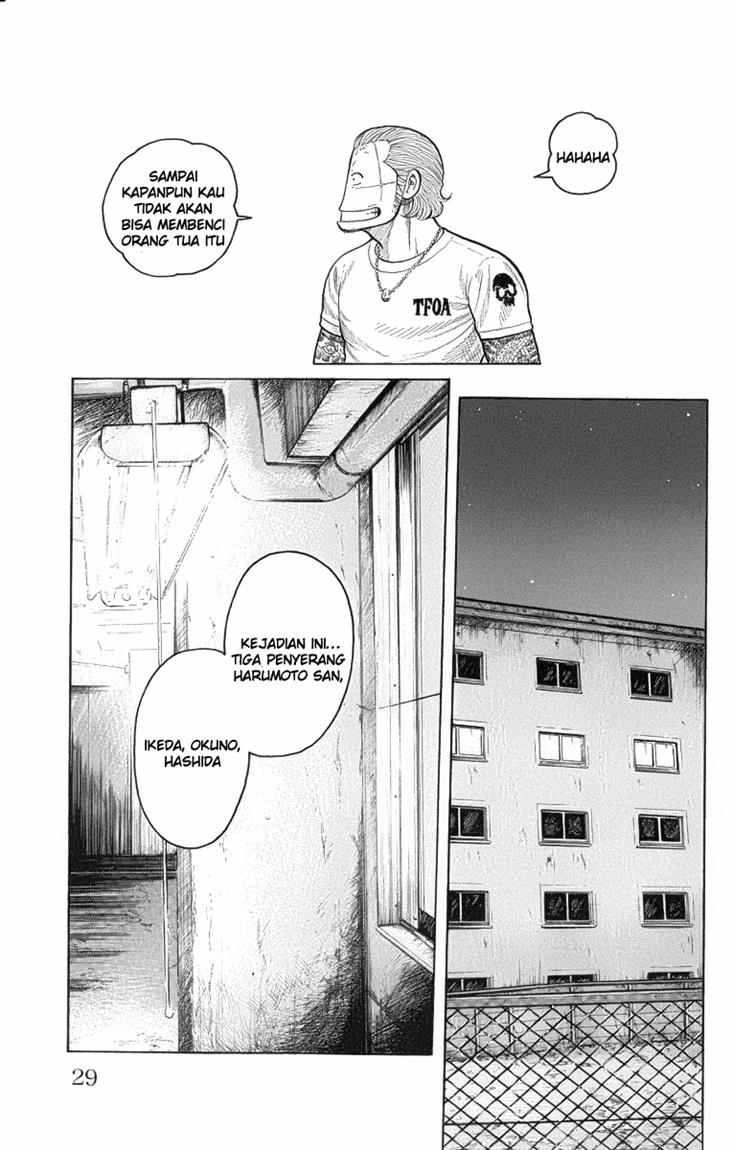 HAHAHA
SAMPAI
KAPANPUN KAU
TIDAK AKAN
BISA MEMBENCI
ORANG TUA ITU
TFOA
KEJADIAN INI...
TIGA PENYERANG
HARUMOTO SAN,
IKEDA, OKUNO,
HASHIDA
29